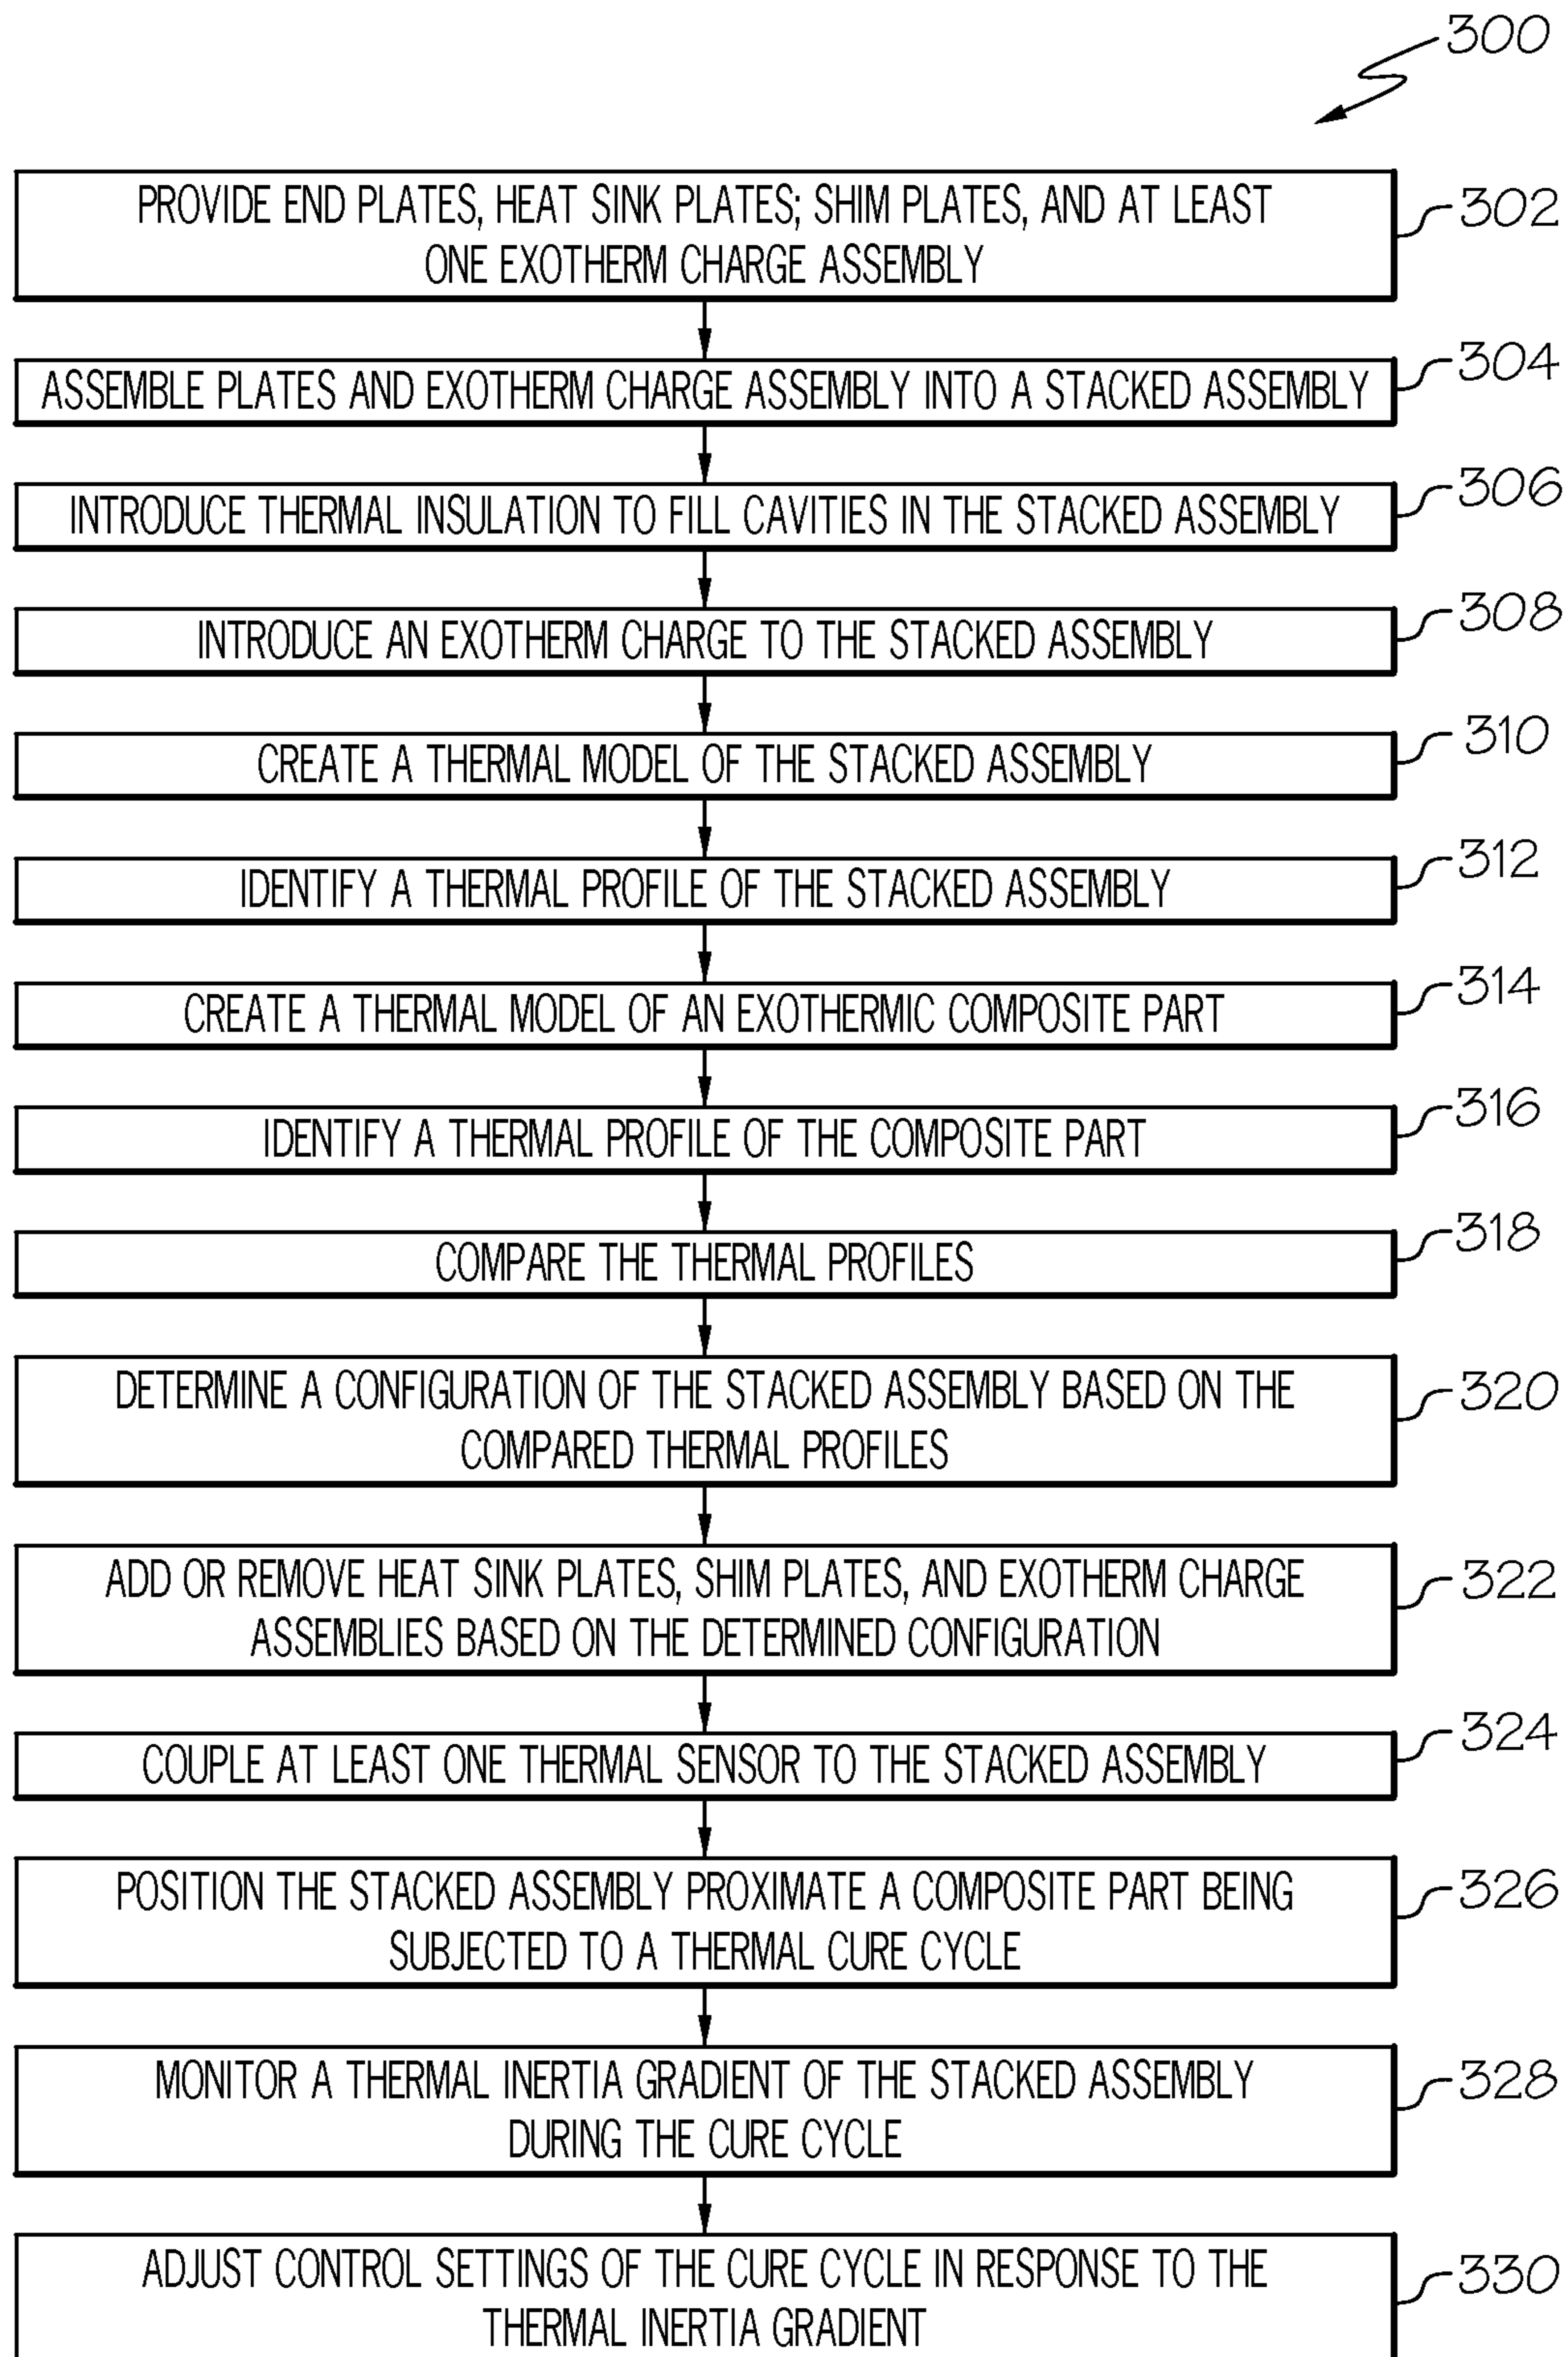 300
PROVIDE END PLATES, HEAT SINK PLATES; SHIM PLATES, AND AT LEAST
ONE EXOTHERM CHARGE ASSEMBLY
302
ASSEMBLE PLATES AND EXOTHERM CHARGE ASSEMBLY INTO A STACKED ASSEMBLY
304
INTRODUCE THERMAL INSULATION TO FILL CAVITIES IN THE STACKED ASSEMBLY
306
INTRODUCE AN EXOTHERM CHARGE TO THE STACKED ASSEMBLY
308
CREATE A THERMAL MODEL OF THE STACKED ASSEMBLY
310
IDENTIFY A THERMAL PROFILE OF THE STACKED ASSEMBLY
312
CREATE A THERMAL MODEL OF AN EXOTHERMIC COMPOSITE PART
314
IDENTIFY A THERMAL PROFILE OF THE COMPOSITE PART
316
COMPARE THE THERMAL PROFILES
318
DETERMINE A CONFIGURATION OF THE STACKED ASSEMBLY BASED ON THE
COMPARED THERMAL PROFILES
320
ADD OR REMOVE HEAT SINK PLATES, SHIM PLATES, AND EXOTHERM CHARGE
ASSEMBLIES BASED ON THE DETERMINED CONFIGURATION
322
COUPLE AT LEAST ONE THERMAL SENSOR TO THE STACKED ASSEMBLY
324
POSITION THE STACKED ASSEMBLY PROXIMATE A COMPOSITE PART BEING
SUBJECTED TO A THERMAL CURE CYCLE
326
MONITOR A THERMAL INERTIA GRADIENT OF THE STACKED ASSEMBLY
DURING THE CURE CYCLE
328
ADJUST CONTROL SETTINGS OF THE CURE CYCLE IN RESPONSE TO THE
THERMAL INERTIA GRADIENT
330